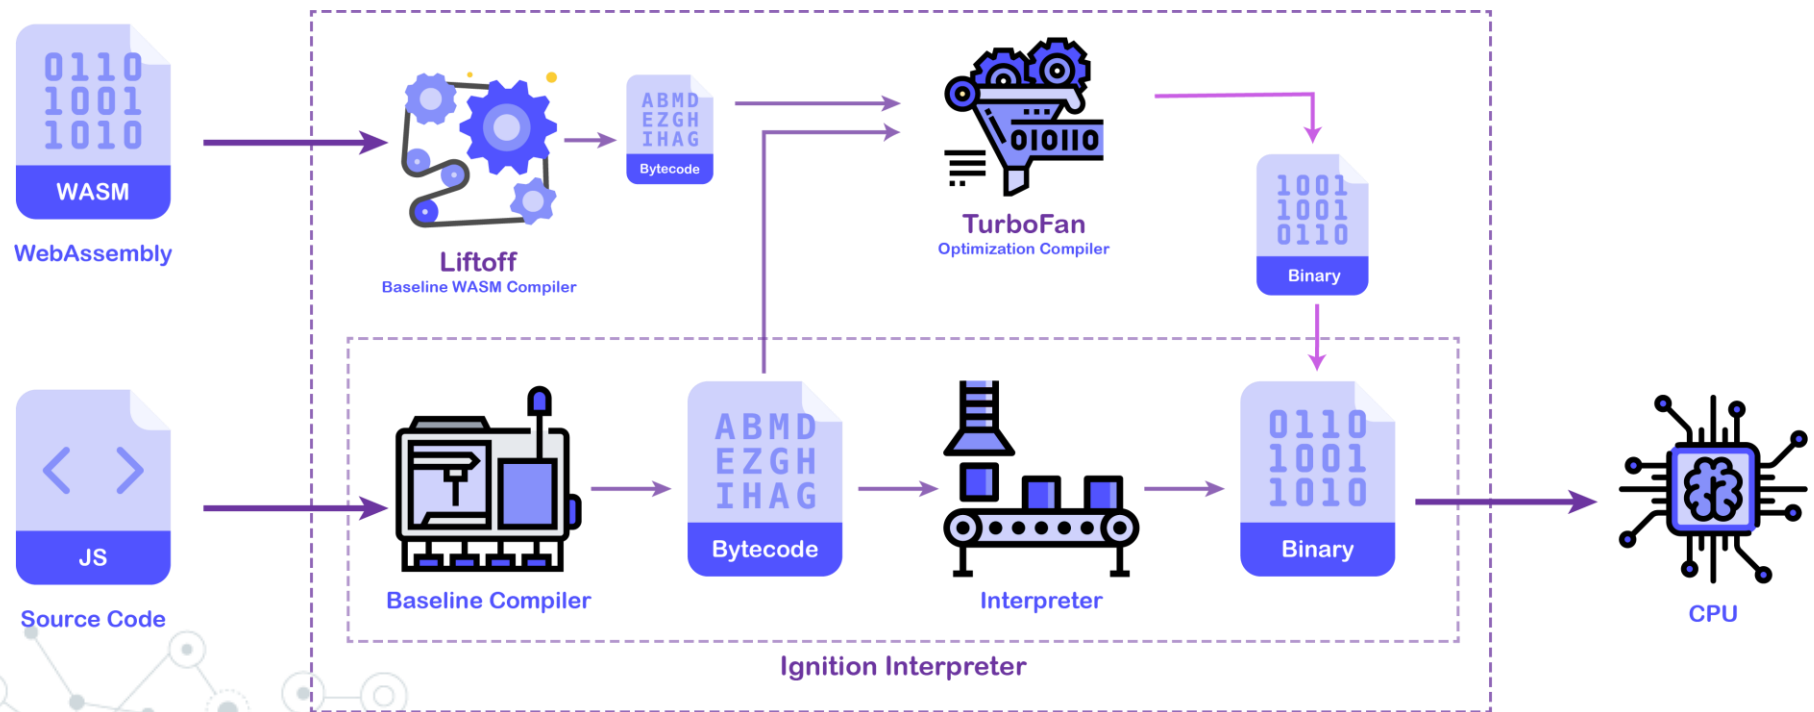 0110
1001
1010
WASM
WebAssembly
Liftoff
Baseline WASM Compiler
ABMD
EZGH
IHAG
Bytecode
010110
TurboFan
Optimization Compiler
1001
1001
0110
Binary
JS
Source Code
Baseline Compiler
ABMD
EZGH
IHAG
Bytecode
Interpreter
0110
1001
1010
Binary
CPU
Ignition Interpreter